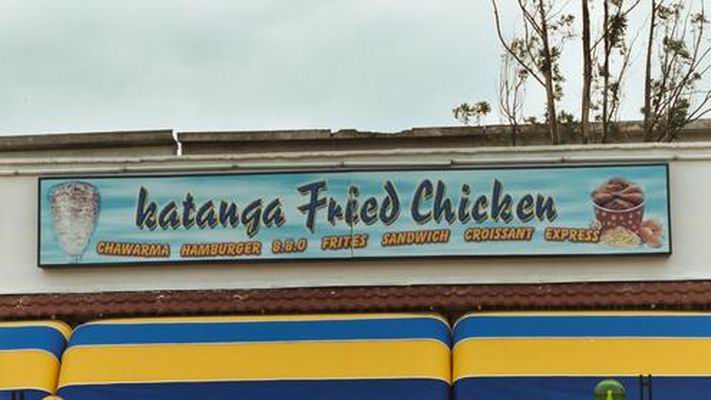 katanga Fried Chicken
CHAWARMA HAMBURGER B.B.Q FRITES SANDWICH CROISSANT EXPRESS